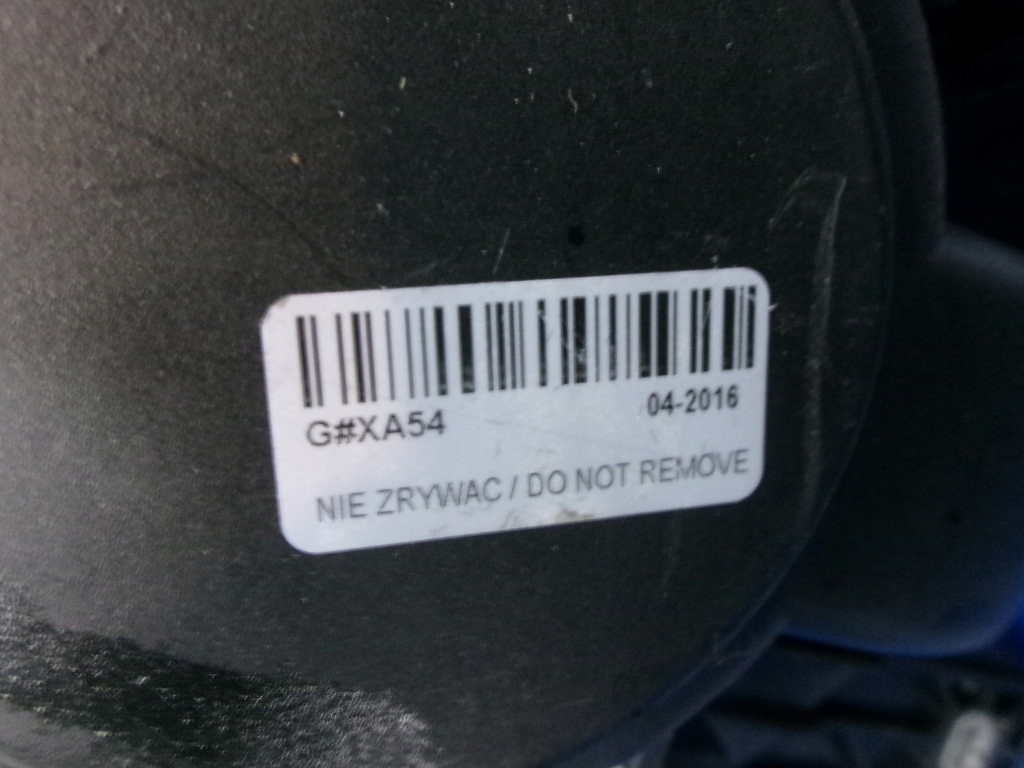 G#XA54 04-2016
NIE ZRYWAC / DO NOT REMOVE